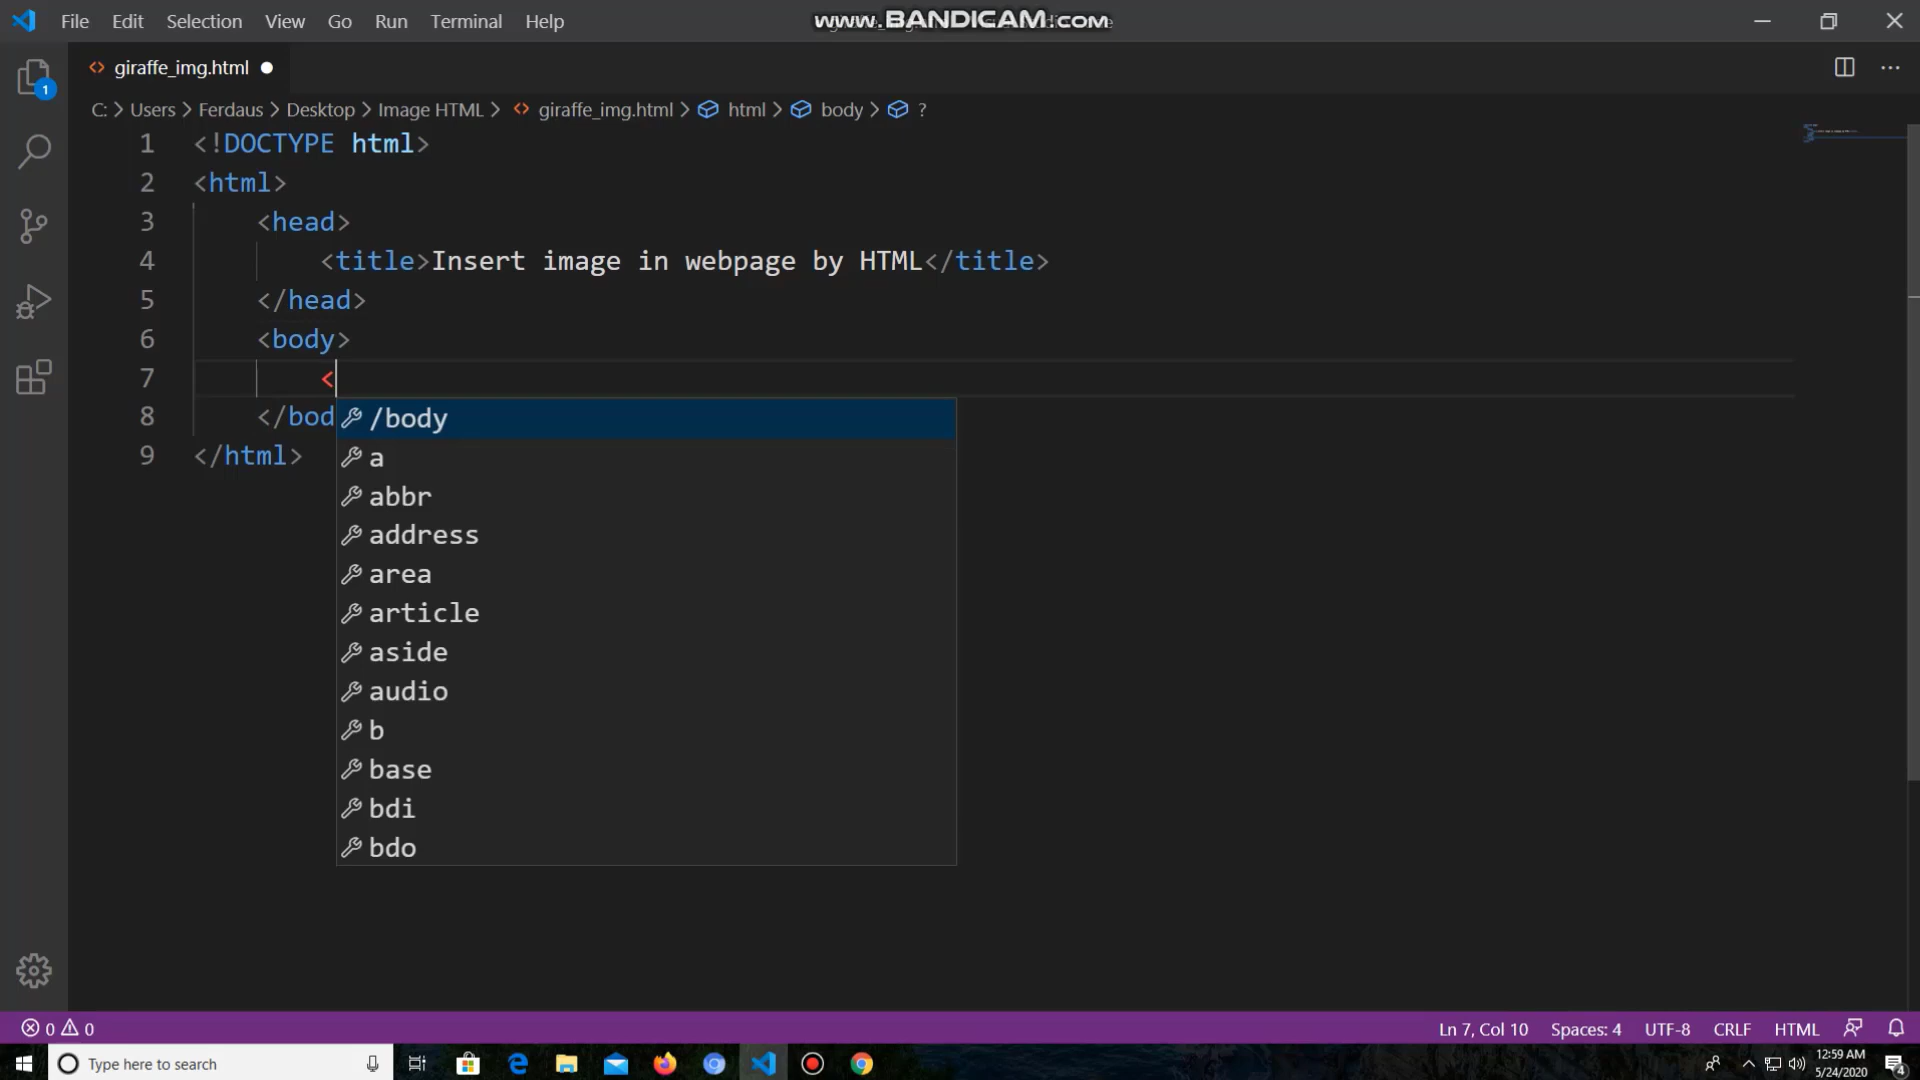 File Edit Selection View Go Run Terminal Help
www.BANDICAM.com
1
giraffe_img.html
C: > Users > Ferdaus > Desktop > Image HTML > giraffe_img.html > html > body > ?
1 <!DOCTYPE html>
2 <html>
3 <head>
4 <title>Insert image in webpage by HTML</title>
5 </head>
6 <body>
7 <
8 </bod
9 </html>
/body
a
abbr
address
area
article
aside
audio
b
base
bdi
bdo
0 0
Ln 7, Col 10 Spaces: 4 UTF-8 CRLF HTML
Type here to search
12:59 AM
5/24/2020
4